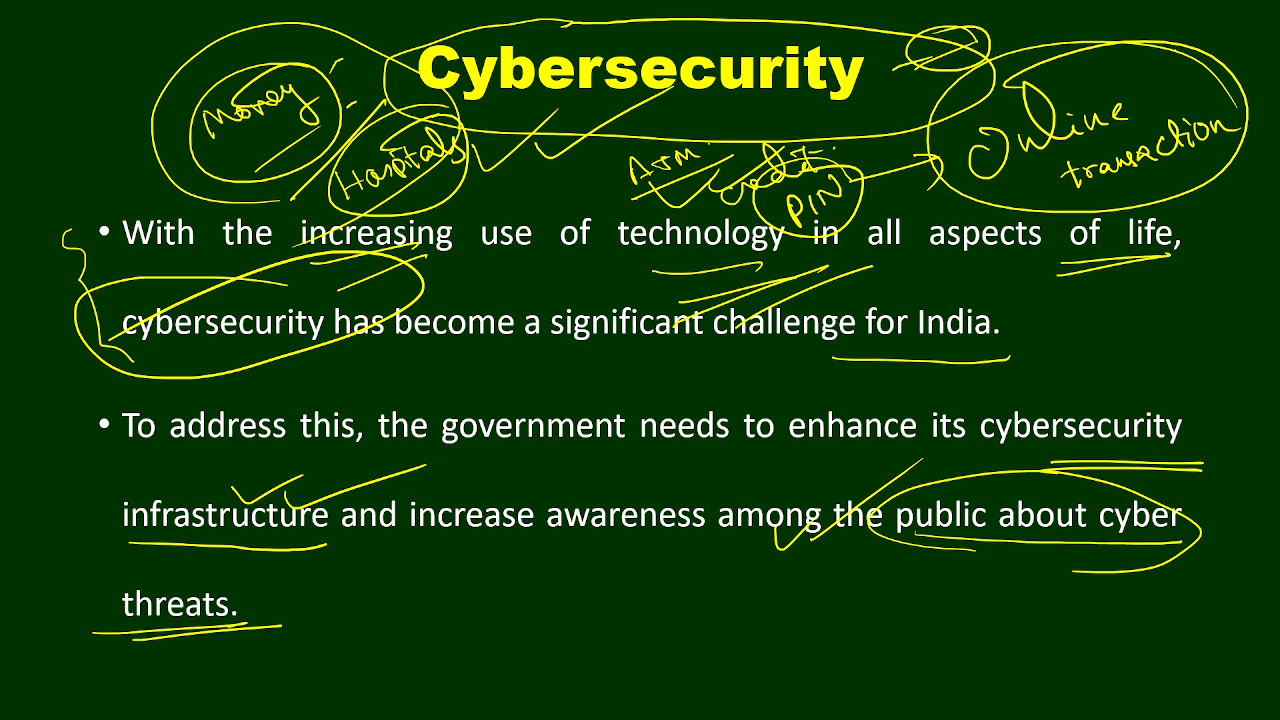 Cybersecurity
Money
Hospitals
ATM
credit
PIN
Online
transaction
• With the increasing use of technology in all aspects of life,
cybersecurity has become a significant challenge for India.
• To address this, the government needs to enhance its cybersecurity
infrastructure and increase awareness among the public about cyber
threats.